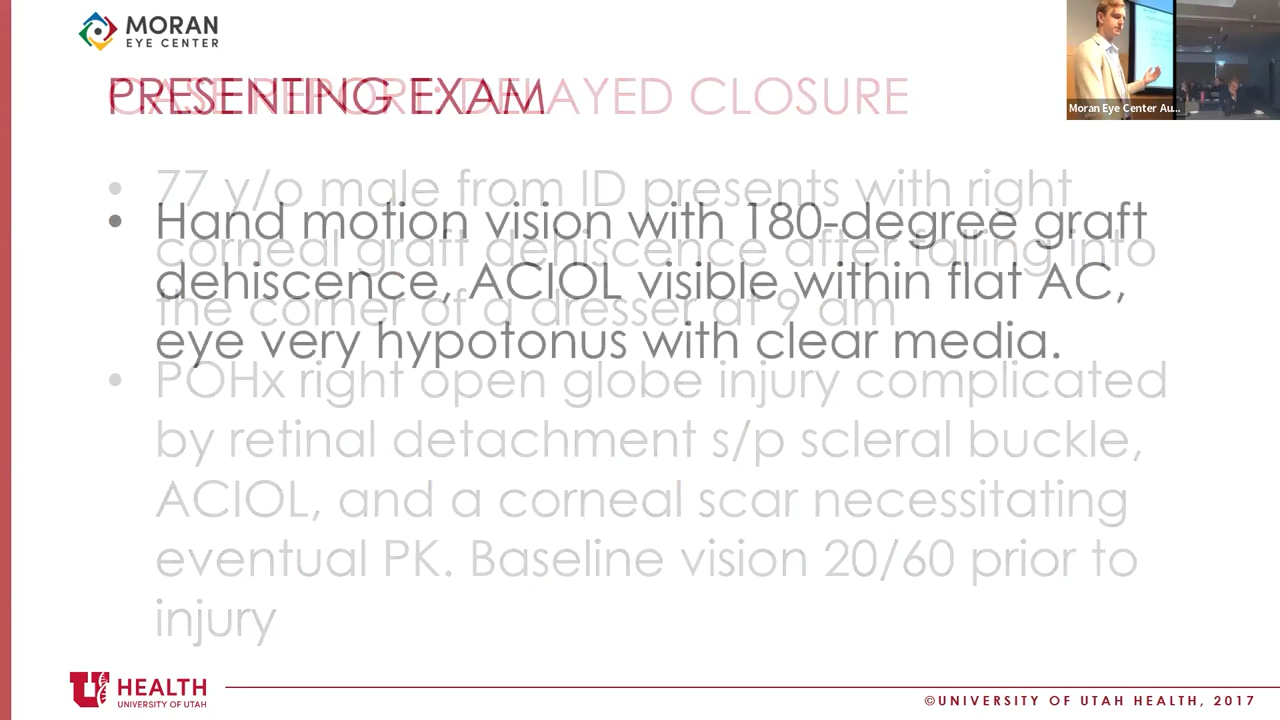 MORAN
EYE CENTER
Moran Eye Center Au...
PRESENTING EXAM
CASE REPORT: DELAYED CLOSURE
• 77 y/o male from ID presents with right
corneal graft dehiscence after falling into
the corner of a dresser at 9 am
• Hand motion vision with 180-degree graft
dehiscence, ACIOL visible within flat AC,
eye very hypotonus with clear media.
• POHx right open globe injury complicated
by retinal detachment s/p scleral buckle,
ACIOL, and a corneal scar necessitating
eventual PK. Baseline vision 20/60 prior to
injury
U HEALTH
UNIVERSITY OF UTAH
©UNIVERSITY OF UTAH HEALTH, 2017